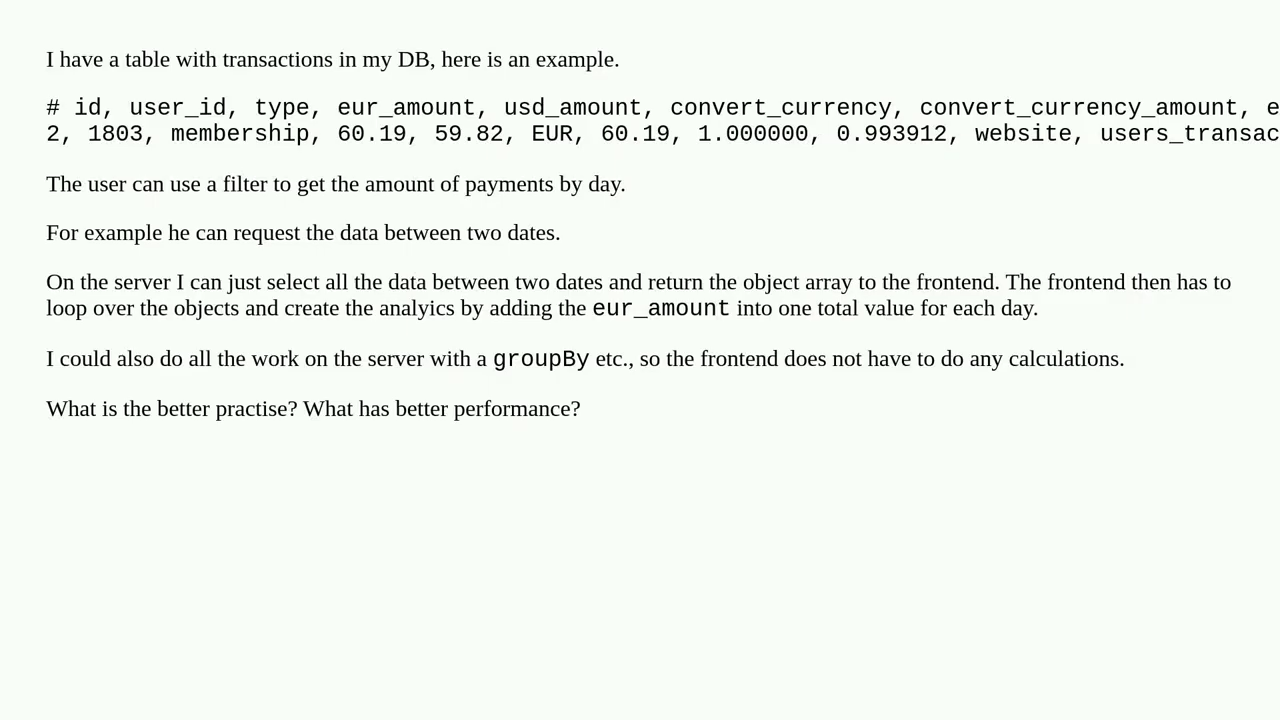 I have a table with transactions in my DB, here is an example.
# id, user_id, type, eur_amount, usd_amount, convert_currency, convert_currency_amount, e
2, 1803, membership, 60.19, 59.82, EUR, 60.19, 1.000000, 0.993912, website, users_transac
The user can use a filter to get the amount of payments by day.
For example he can request the data between two dates.
On the server I can just select all the data between two dates and return the object array to the frontend. The frontend then has to
loop over the objects and create the analyics by adding the eur_amount into one total value for each day.
I could also do all the work on the server with a groupBy etc., so the frontend does not have to do any calculations.
What is the better practise? What has better performance?